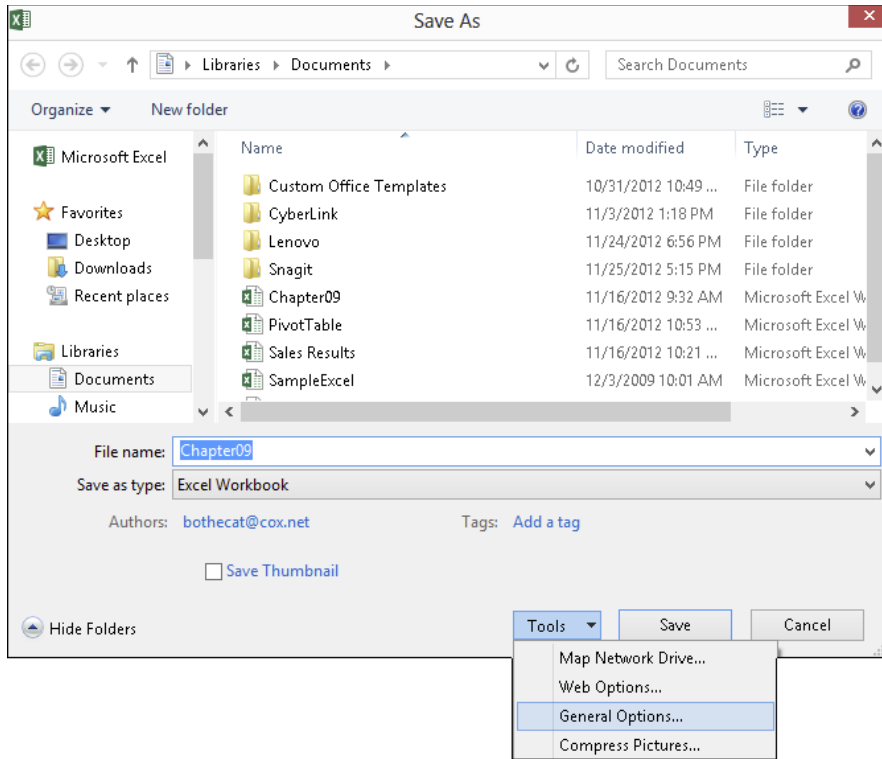 Save As
Libraries Documents
Search Documents
Organize
New folder
Name Date modified Type
Microsoft Excel
Favorites
Desktop
Downloads
Recent places
Libraries
Documents
Music
Custom Office Templates 10/31/2012 10:49 ... File folder
CyberLink 11/3/2012 1:18 PM File folder
Lenovo 11/24/2012 6:56 PM File folder
Snagit 11/25/2012 5:15 PM File folder
Chapter09 11/16/2012 9:32 AM Microsoft Excel W
PivotTable 11/16/2012 10:53 ... Microsoft Excel W
Sales Results 11/16/2012 10:21 ... Microsoft Excel W
SampleExcel 12/3/2009 10:01 AM Microsoft Excel W
File name: Chapter09
Save as type: Excel Workbook
Authors: bothecat@cox.net Tags: Add a tag
Save Thumbnail
Hide Folders
Tools Save Cancel
Map Network Drive...
Web Options...
General Options...
Compress Pictures...